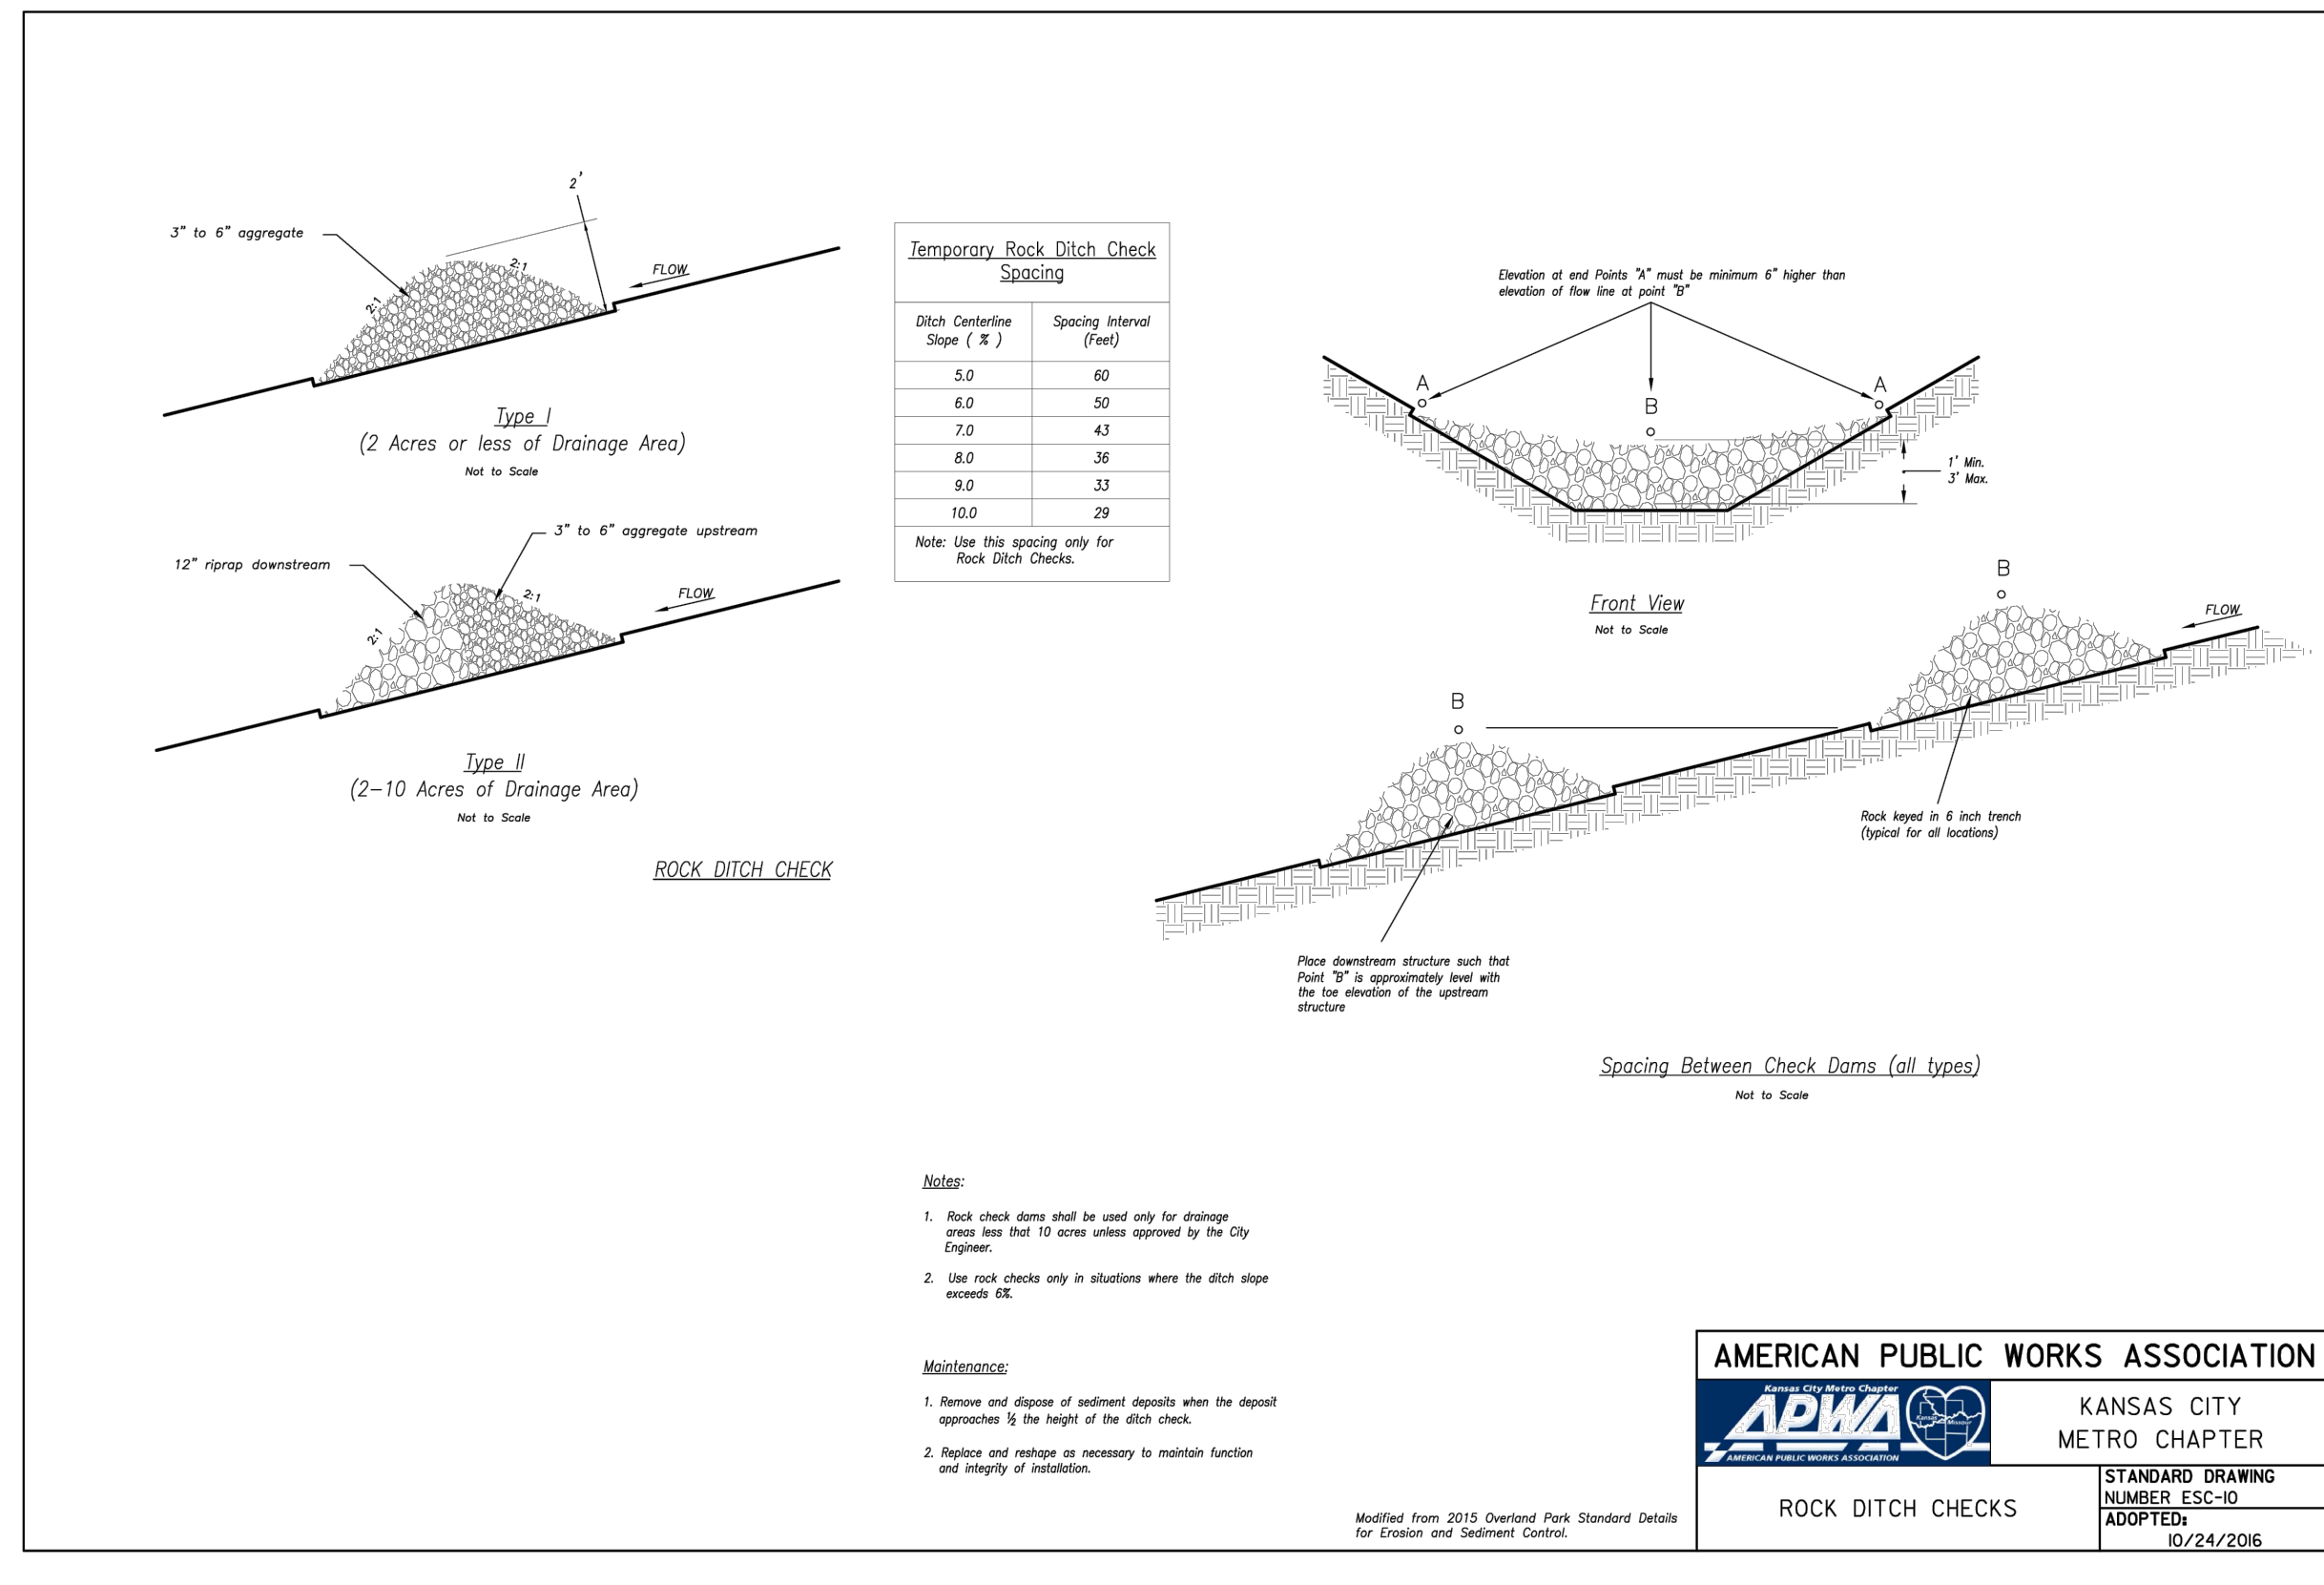 2'
3" to 6" aggregate
2:1
2:1
FLOW
Type I
(2 Acres or less of Drainage Area)
Not to Scale
3" to 6" aggregate upstream
12" riprap downstream
2:1
2:1
FLOW
Type II
(2-10 Acres of Drainage Area)
Not to Scale
ROCK DITCH CHECK
Temporary Rock Ditch Check
Spacing
Ditch Centerline
Slope ( % )
Spacing Interval
(Feet)
5.0 60
6.0 50
7.0 43
8.0 36
9.0 33
10.0 29
Note: Use this spacing only for
Rock Ditch Checks.
Elevation at end Points "A" must be minimum 6" higher than
elevation of flow line at point "B"
A
B
A
1' Min.
3' Max.
Front View
Not to Scale
B
FLOW
B
Rock keyed in 6 inch trench
(typical for all locations)
Place downstream structure such that
Point "B" is approximately level with
the toe elevation of the upstream
structure
Spacing Between Check Dams (all types)
Not to Scale
Notes:
1. Rock check dams shall be used only for drainage
areas less that 10 acres unless approved by the City
Engineer.
2. Use rock checks only in situations where the ditch slope
exceeds 6%.
Maintenance:
1. Remove and dispose of sediment deposits when the deposit
approaches ½ the height of the ditch check.
2. Replace and reshape as necessary to maintain function
and integrity of installation.
Modified from 2015 Overland Park Standard Details
for Erosion and Sediment Control.
AMERICAN PUBLIC WORKS ASSOCIATION
Kansas City Metro Chapter
APWA
Kansas
Missouri
AMERICAN PUBLIC WORKS ASSOCIATION
KANSAS CITY
METRO CHAPTER
ROCK DITCH CHECKS
STANDARD DRAWING
NUMBER ESC-10
ADOPTED:
10/24/2016